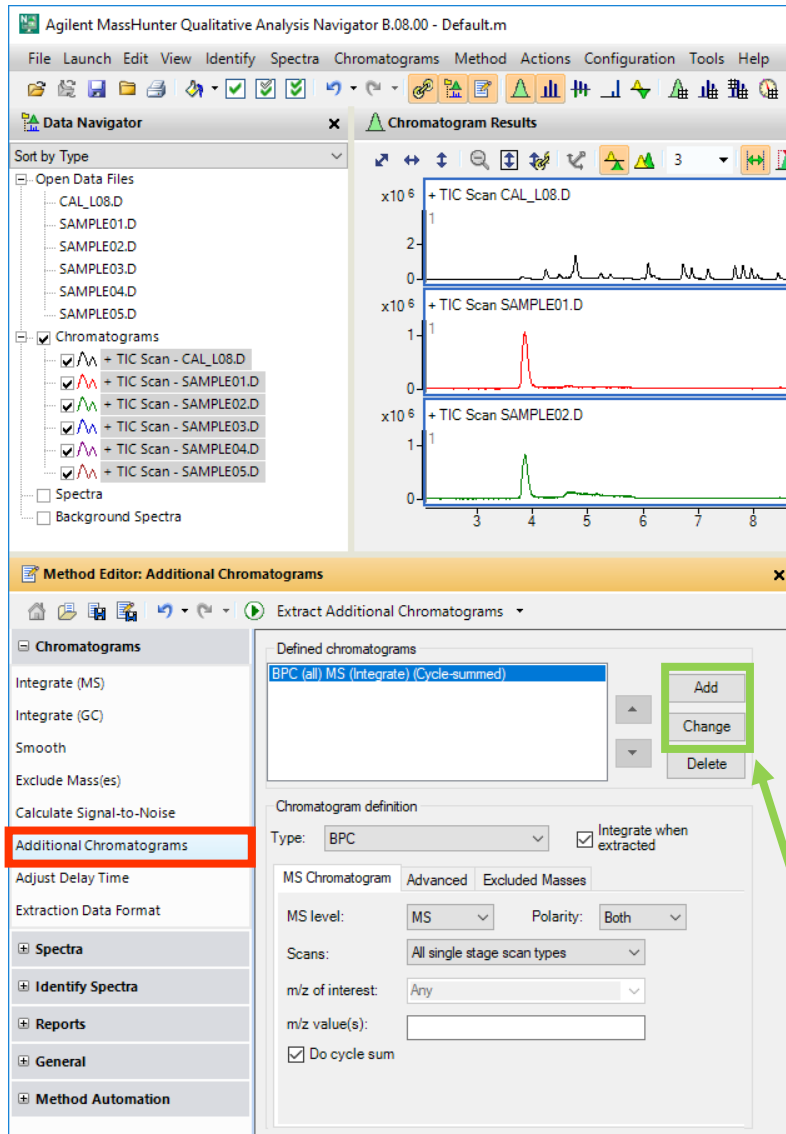 Agilent MassHunter Qualitative Analysis Navigator B.08.00 - Default.m
File Launch Edit View Identify Spectra Chromatograms Method Actions Configuration Tools Help
Data Navigator x
Sort by Type
Open Data Files
CAL_L08.D
SAMPLE01.D
SAMPLE02.D
SAMPLE03.D
SAMPLE04.D
SAMPLE05.D
Chromatograms
+ TIC Scan - CAL_L08.D
+ TIC Scan - SAMPLE01.D
+ TIC Scan - SAMPLE02.D
+ TIC Scan - SAMPLE03.D
+ TIC Scan - SAMPLE04.D
+ TIC Scan - SAMPLE05.D
Spectra
Background Spectra
Chromatogram Results
3
x10 6 + TIC Scan CAL_L08.D
1
2
0
x10 6 + TIC Scan SAMPLE01.D
1 1
0
x10 6 + TIC Scan SAMPLE02.D
1 1
0
3 4 5 6 7 8
Method Editor: Additional Chromatograms x
Extract Additional Chromatograms
Chromatograms
Integrate (MS)
Integrate (GC)
Smooth
Exclude Mass(es)
Calculate Signal-to-Noise
Additional Chromatograms
Adjust Delay Time
Extraction Data Format
Spectra
Identify Spectra
Reports
General
Method Automation
Defined chromatograms
BPC (all) MS (Integrate) (Cycle-summed)
Add
Change
Delete
Chromatogram definition
Type: BPC
Integrate when
extracted
MS Chromatogram Advanced Excluded Masses
MS level: MS Polarity: Both
Scans: All single stage scan types
m/z of interest: Any
m/z value(s):
Do cycle sum